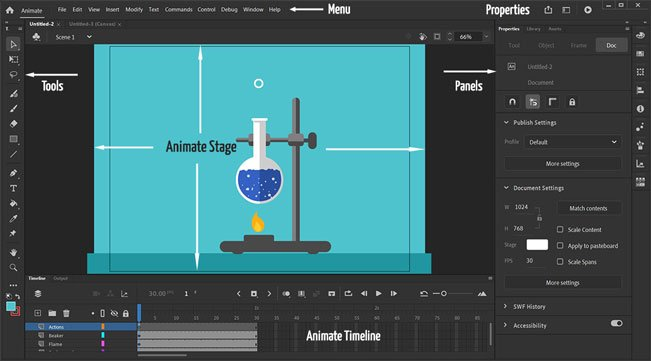 Animate File Edit View Insert Modify Text Commands Control Debug Window Help Menu Properties
Untitled-2 Untitled-3 (Canvas)
Properties Library Assets
Scene 1 66%
Tool Object Frame Doc
Untitled-2
An
Document
Tools
Panels
Publish Settings
Profile Default
More settings
Animate Stage
Document Settings
W 1024 Match contents
H 768 Scale Content
Stage Apply to pasteboard
FPS 30 Scale Spans
More settings
Timeline Output
30.00 FPS 1
SWF History
Accessibility
Actions
Beaker
Flame
Animate Timeline